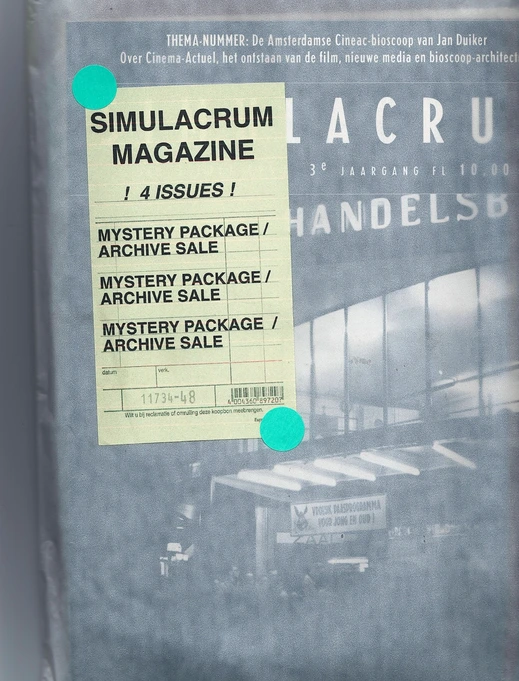 THEMA-NUMMER: De Amsterdamse Cineac-bioscoop van Jan Duiker
Over Cinema-Actuel, het ontstaan van de film, nieuwe media en bioscoop-architect
LACRU
3e JAARGANG FL 10,00
HANDELSB
SIMULACRUM
MAGAZINE
! 4 ISSUES !
MYSTERY PACKAGE /
ARCHIVE SALE
MYSTERY PACKAGE /
ARCHIVE SALE
MYSTERY PACKAGE /
ARCHIVE SALE
datum verk.
11734-48
Wilt u bij reclamatie of omruiling deze koopbon meebrengen.
VOOR JONG EN OUD!